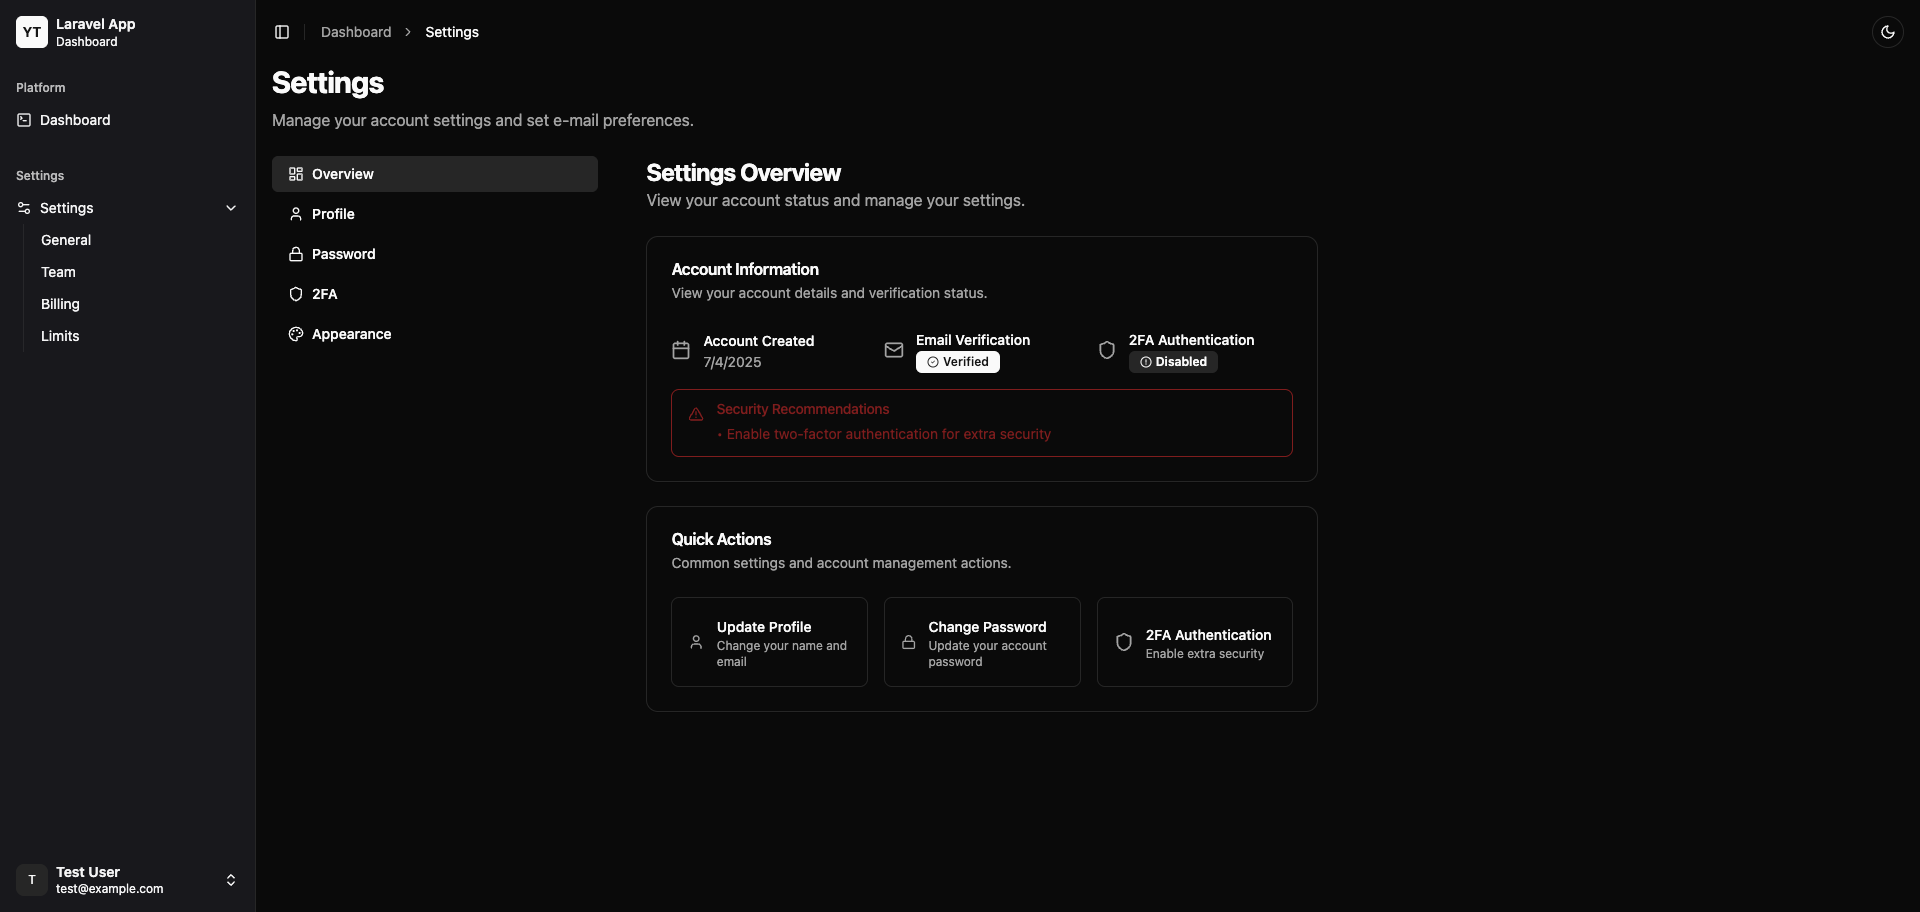 YT
Laravel App
Dashboard
Platform
Dashboard
Settings
Settings
General
Team
Billing
Limits
Test User
T
test@example.com
Dashboard > Settings
Settings
Manage your account settings and set e-mail preferences.
Overview
Profile
Password
2FA
Appearance
Settings Overview
View your account status and manage your settings.
Account Information
View your account details and verification status.
Account Created
7/4/2025
Email Verification
Verified
2FA Authentication
Disabled
Security Recommendations
• Enable two-factor authentication for extra security
Quick Actions
Common settings and account management actions.
Update Profile
Change your name and
email
Change Password
Update your account
password
2FA Authentication
Enable extra security